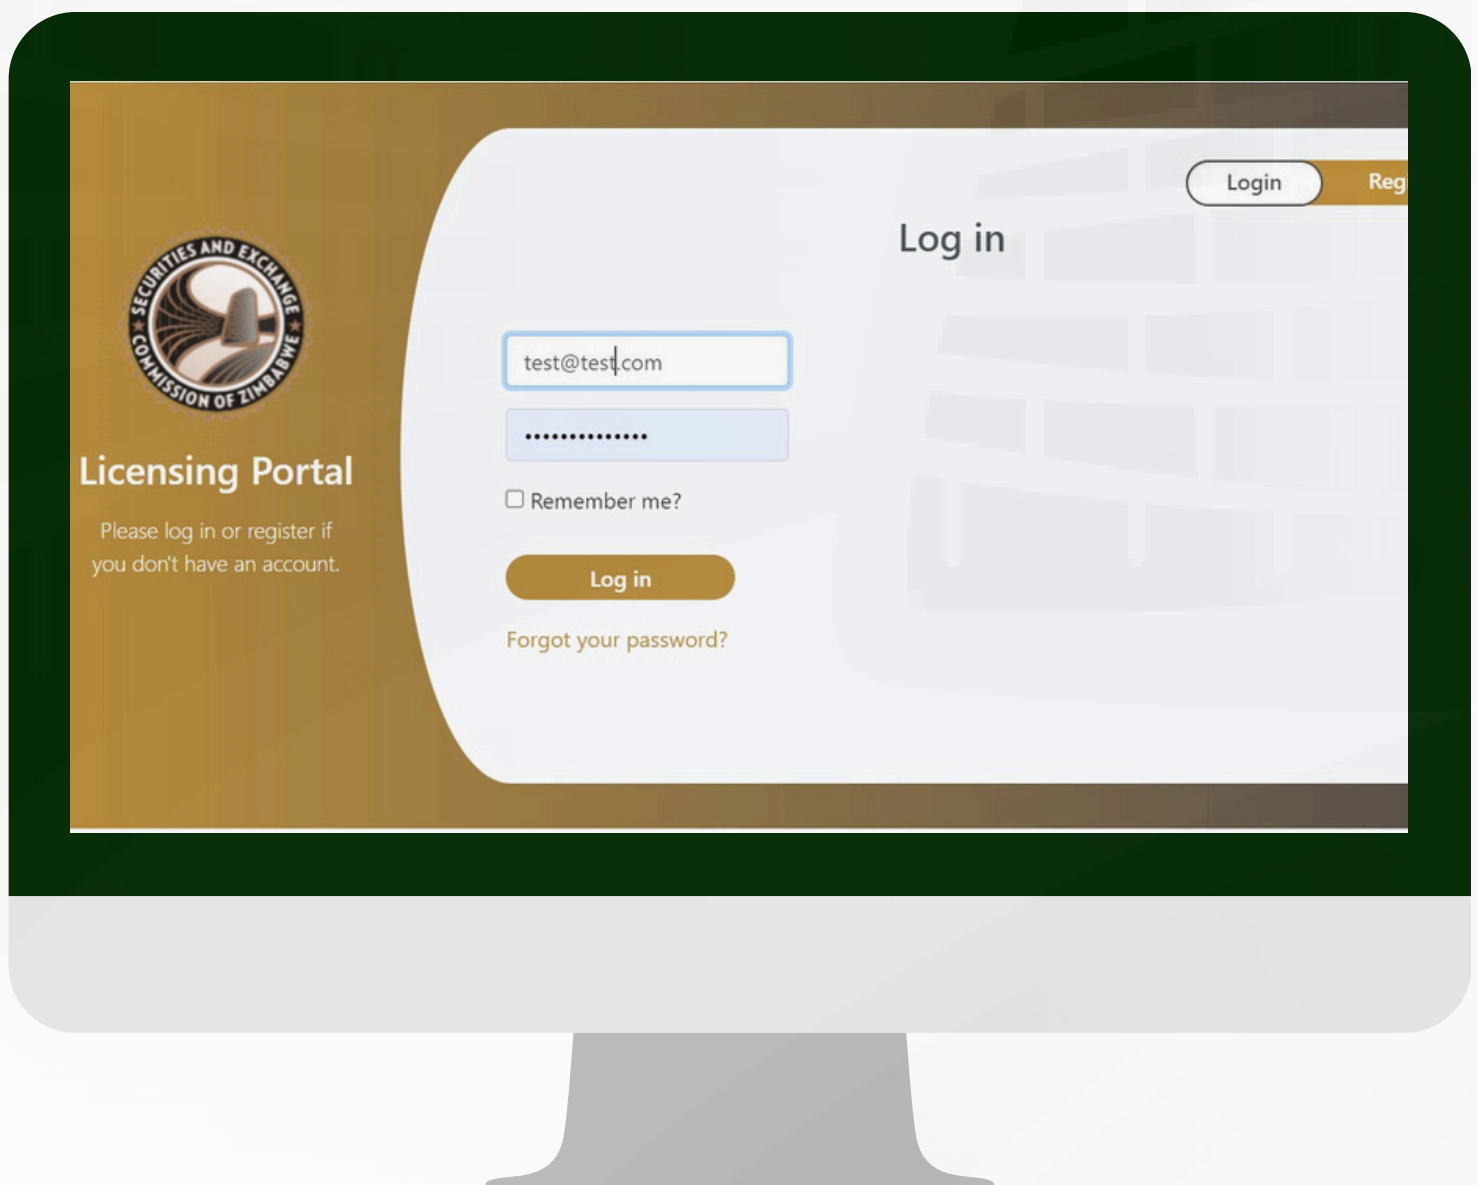 SECURITIES AND EXCHANGE
COMMISSION OF ZIMBABWE
Licensing Portal
Please log in or register if
you don't have an account.
Login
Log in
test@test.com
••••••••••••••
Remember me?
Log in
Forgot your password?